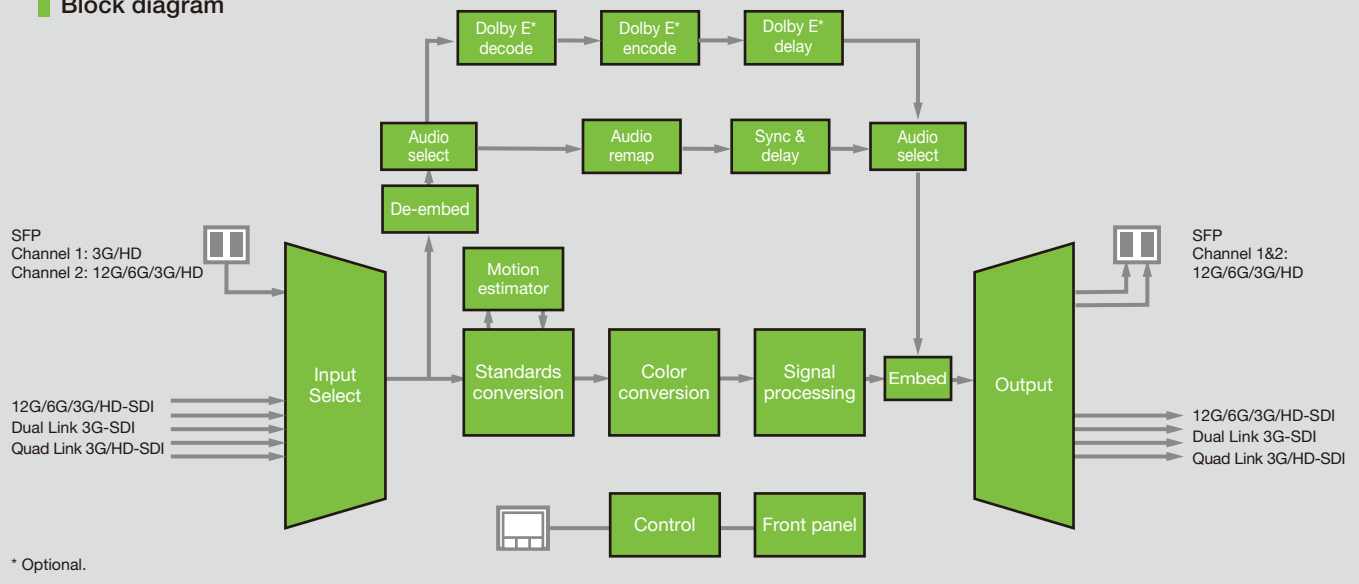 Block diagram
Dolby E*
decode
Dolby E*
encode
Dolby E*
delay
Audio
select
Audio
remap
Sync &
delay
Audio
select
De-embed
SFP
Channel 1: 3G/HD
Channel 2: 12G/6G/3G/HD
Motion
estimator
SFP
Channel 1&2:
12G/6G/3G/HD
Input
Select
Standards
conversion
Color
conversion
Signal
processing
Embed
Output
12G/6G/3G/HD-SDI
Dual Link 3G-SDI
Quad Link 3G/HD-SDI
12G/6G/3G/HD-SDI
Dual Link 3G-SDI
Quad Link 3G/HD-SDI
Control
Front panel
* Optional.